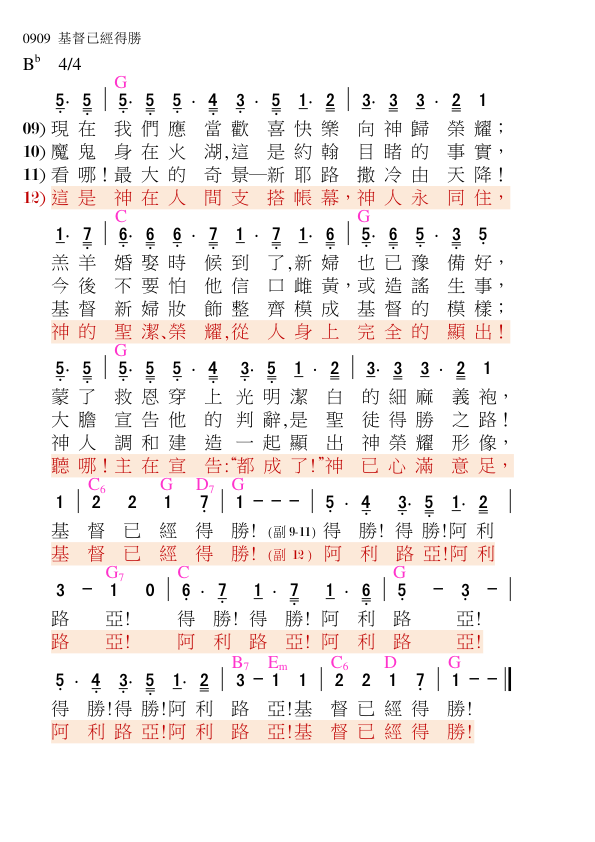 0909 基督已經得勝
B♭ 4/4
G
5· 5 | 5· 5 5 · 4 3 · 5 1· 2 | 3· 3 3 · 2 1
09) 現在 我們應 當歡 喜快樂 向神歸 榮耀；
10) 魔鬼 身在火 湖,這 是約翰 目睹的 事實，
11) 看哪！最大的 奇景—新耶路 撒冷由 天降！
12) 這是 神在人 間支 搭帳幕，神人永 同住，
C G
1· 7 | 6· 6 6 · 7 1 · 7 1· 6 | 5· 6 5 · 3 5
羔羊 婚娶時 候到 了,新婦 也已豫 備好，
今後 不要怕 他信 口雌黃，或造謠 生事，
基督 新婦妝 飾整 齊模成 基督的 模樣；
神的 聖潔、榮 耀,從 人身上 完全的 顯出！
G
5· 5 | 5· 5 5 · 4 3· 5 1 · 2 | 3· 3 3 · 2 1
蒙了 救恩穿 上光明潔 白 的細麻 義袍，
大膽 宣告他 的判辭,是 聖 徒得勝 之路！
神人 調和建 造一起顯 出 神榮耀 形像，
聽哪！主在宣 告:“都成了！”神 已心滿 意足，
C6 G D7 G
1 | 2 2 1 7 | 1 - - - | 5 · 4 3· 5 1· 2 |
基 督 已 經 得 勝! (副 9-11) 得 勝! 得 勝!阿 利
基 督 已 經 得 勝! (副 12 ) 阿 利 路 亞!阿 利
G7 C G
3 - 1 0 | 6 · 7 1 · 7 1 · 6 | 5 - 3 - |
路 亞! 得 勝! 得 勝! 阿 利 路 亞!
路 亞! 阿 利 路 亞! 阿 利 路 亞!
B7 Em C6 D G
5 · 4 3· 5 1· 2 | 3 - 1 1 | 2 2 1 7 | 1 - - ||
得 勝!得 勝!阿 利 路 亞!基 督 已 經 得 勝!
阿 利 路 亞!阿 利 路 亞!基 督 已 經 得 勝!